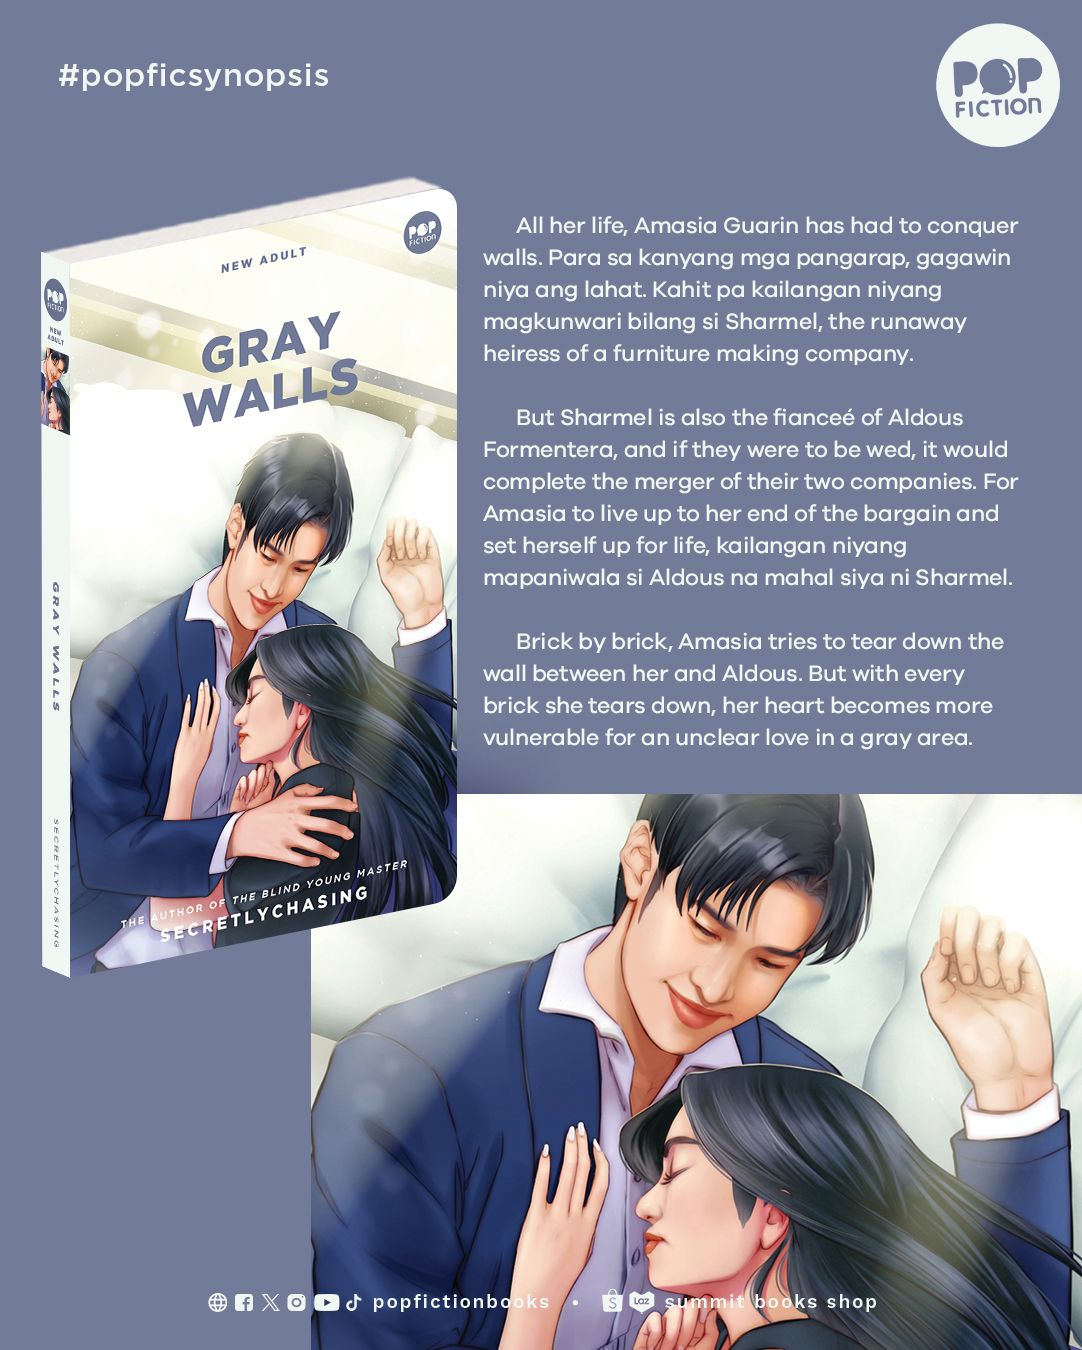 #popficsynopsis
POP
FICTION
POP
FICTION
NEW ADULT
GRAY
WALLS
THE AUTHOR OF THE BLIND YOUNG MASTER
SECRETLYCHASING
POP
FICTION
NEW
ADULT
GRAY WALLS
SECRETLYCHASING
All her life, Amasia Guarin has had to conquer
walls. Para sa kanyang mga pangarap, gagawin
niya ang lahat. Kahit pa kailangan niyang
magkunwari bilang si Sharmel, the runaway
heiress of a furniture making company.
But Sharmel is also the fianceé of Aldous
Formentera, and if they were to be wed, it would
complete the merger of their two companies. For
Amasia to live up to her end of the bargain and
set herself up for life, kailangan niyang
mapaniwala si Aldous na mahal siya ni Sharmel.
Brick by brick, Amasia tries to tear down the
wall between her and Aldous. But with every
brick she tears down, her heart becomes more
vulnerable for an unclear love in a gray area.
popfictionbooks • S Laz summit books shop